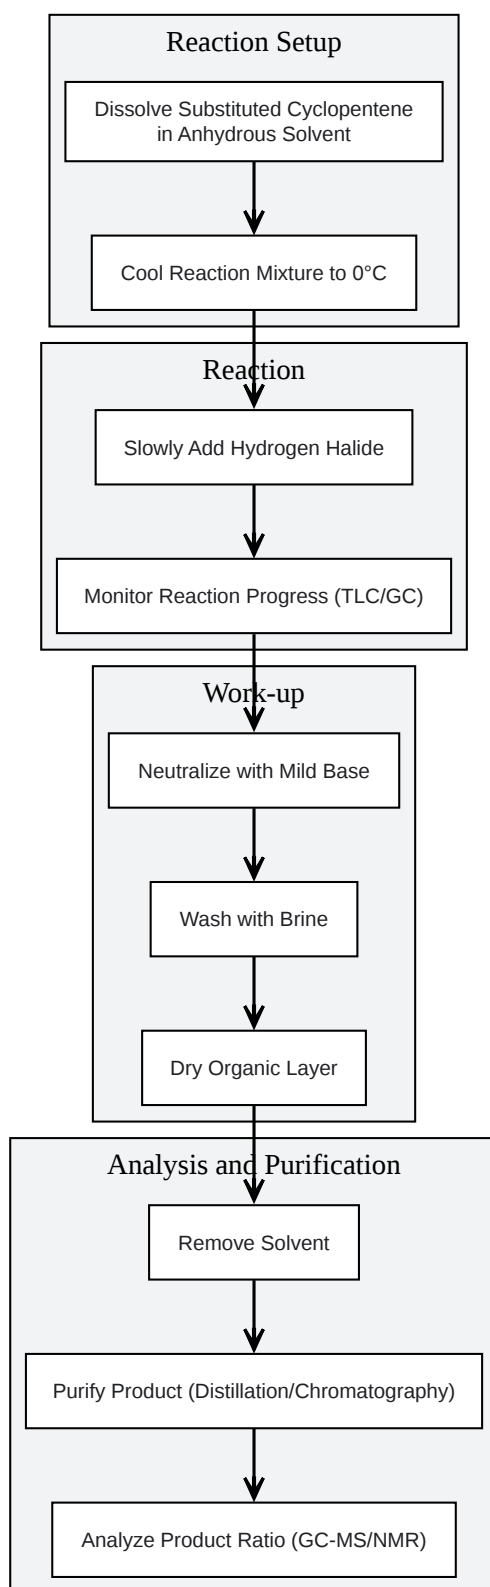 Reaction Setup
Dissolve Substituted Cyclopentene
in Anhydrous Solvent
Cool Reaction Mixture to 0°C
Reaction
Slowly Add Hydrogen Halide
Monitor Reaction Progress (TLC/GC)
Work-up
Neutralize with Mild Base
Wash with Brine
Dry Organic Layer
Analysis and Purification
Remove Solvent
Purify Product (Distillation/Chromatography)
Analyze Product Ratio (GC-MS/NMR)